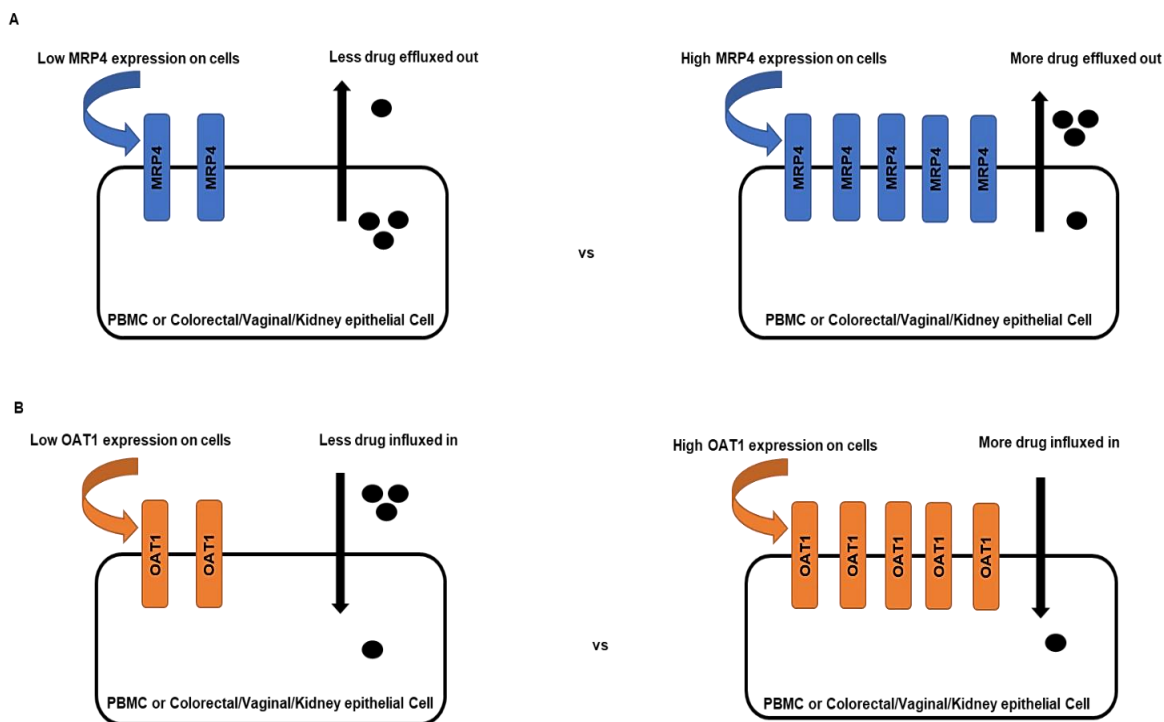 A
Low MRP4 expression on cells
Less drug effluxed out
High MRP4 expression on cells
More drug effluxed out
MRP4
MRP4
MRP4
MRP4
MRP4
MRP4
MRP4
vs
PBMC or Colorectal/Vaginal/Kidney epithelial Cell
PBMC or Colorectal/Vaginal/Kidney epithelial Cell
B
Low OAT1 expression on cells
Less drug influxed in
High OAT1 expression on cells
More drug influxed in
OAT1
OAT1
OAT1
OAT1
OAT1
OAT1
OAT1
vs
PBMC or Colorectal/Vaginal/Kidney epithelial Cell
PBMC or Colorectal/Vaginal/Kidney epithelial Cell